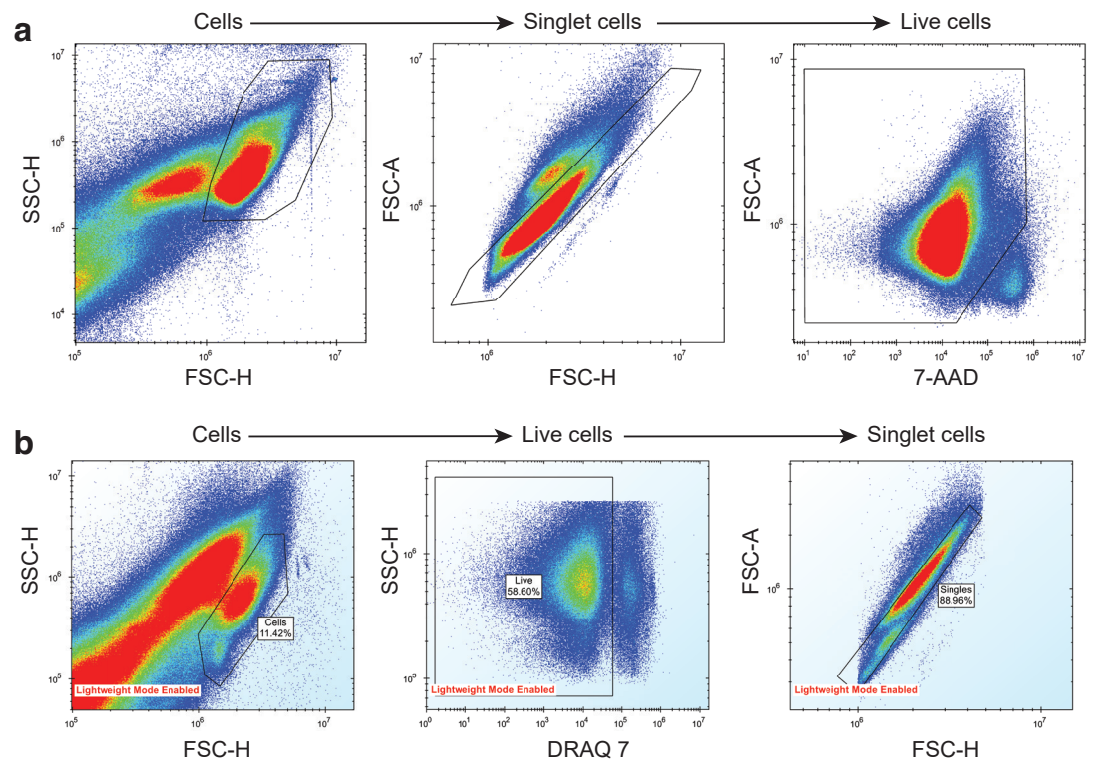 a
Cells
Singlet cells
Live cells
SSC-H
10⁷
10⁶
10⁵
10⁴
10⁵
10⁶
10⁷
FSC-H
FSC-A
10⁷
10⁶
10⁶
10⁷
FSC-H
FSC-A
10⁷
10⁶
10¹
10²
10³
10⁴
10⁵
10⁶
10⁷
7-AAD
b
Cells
Live cells
Singlet cells
SSC-H
10⁷
10⁶
10⁵
Cells
11.42%
Lightweight Mode Enabled
10⁵
10⁶
10⁷
FSC-H
SSC-H
10⁶
10⁵
Live
58.60%
Lightweight Mode Enabled
10⁰
10¹
10²
10³
10⁴
10⁵
10⁶
10⁷
DRAQ 7
FSC-A
10⁶
Singles
88.96%
Lightweight Mode Enabled
10⁶
10⁷
FSC-H